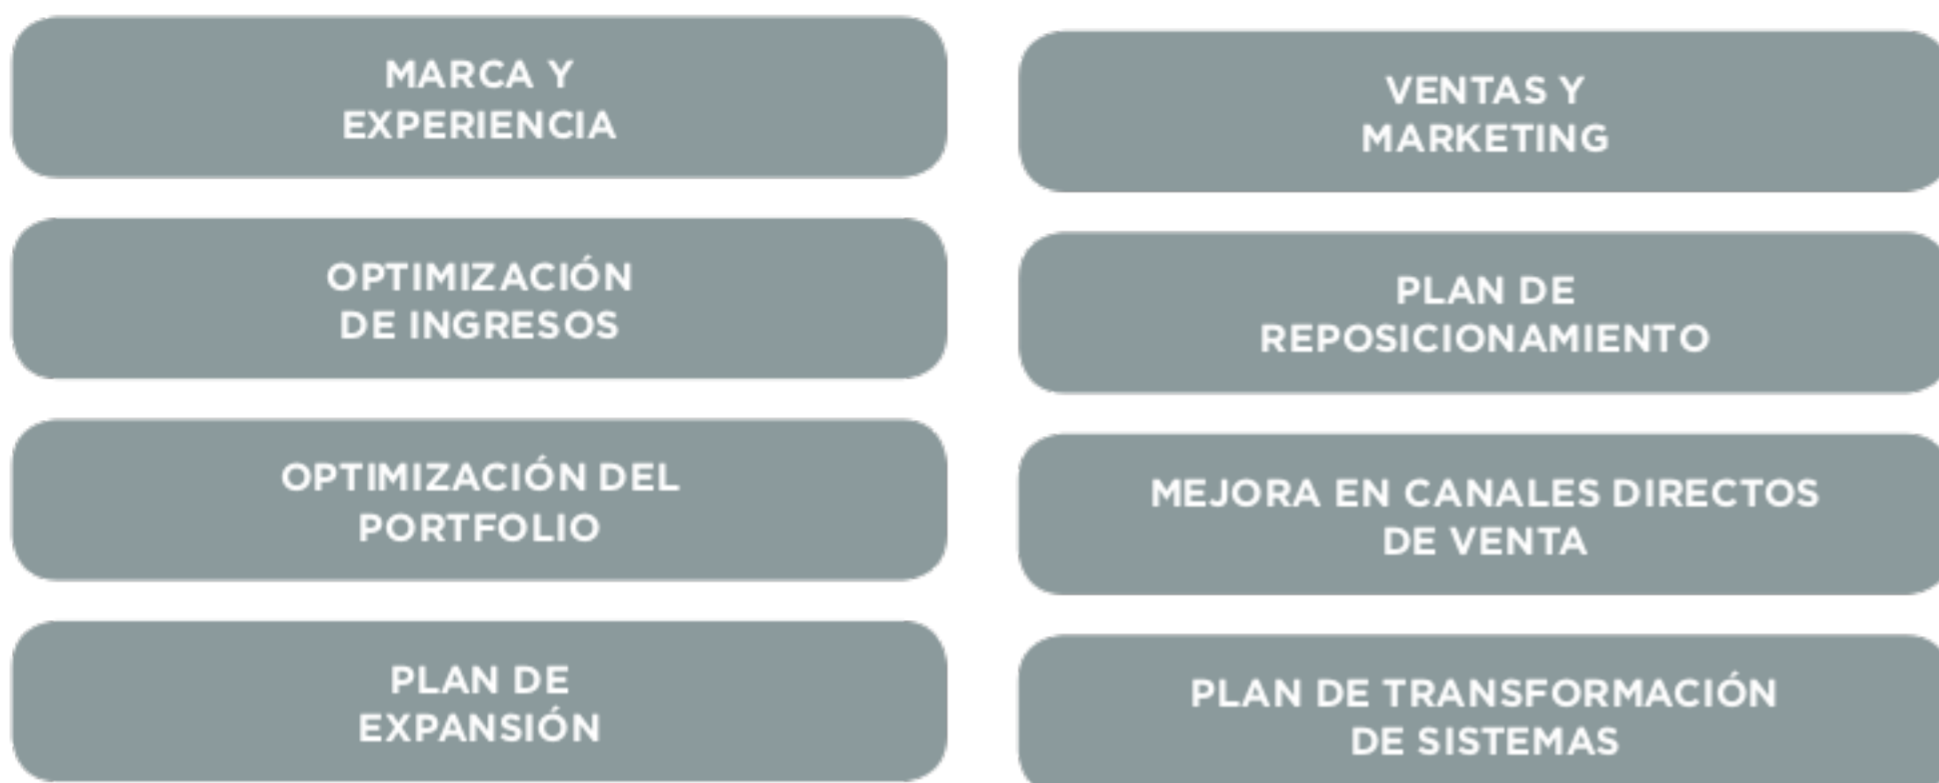 MARCA Y
EXPERIENCIA
VENTAS Y
MARKETING
OPTIMIZACIÓN
DE INGRESOS
PLAN DE
REPOSICIONAMIENTO
OPTIMIZACIÓN DEL
PORTFOLIO
MEJORA EN CANALES DIRECTOS
DE VENTA
PLAN DE
EXPANSIÓN
PLAN DE TRANSFORMACIÓN
DE SISTEMAS